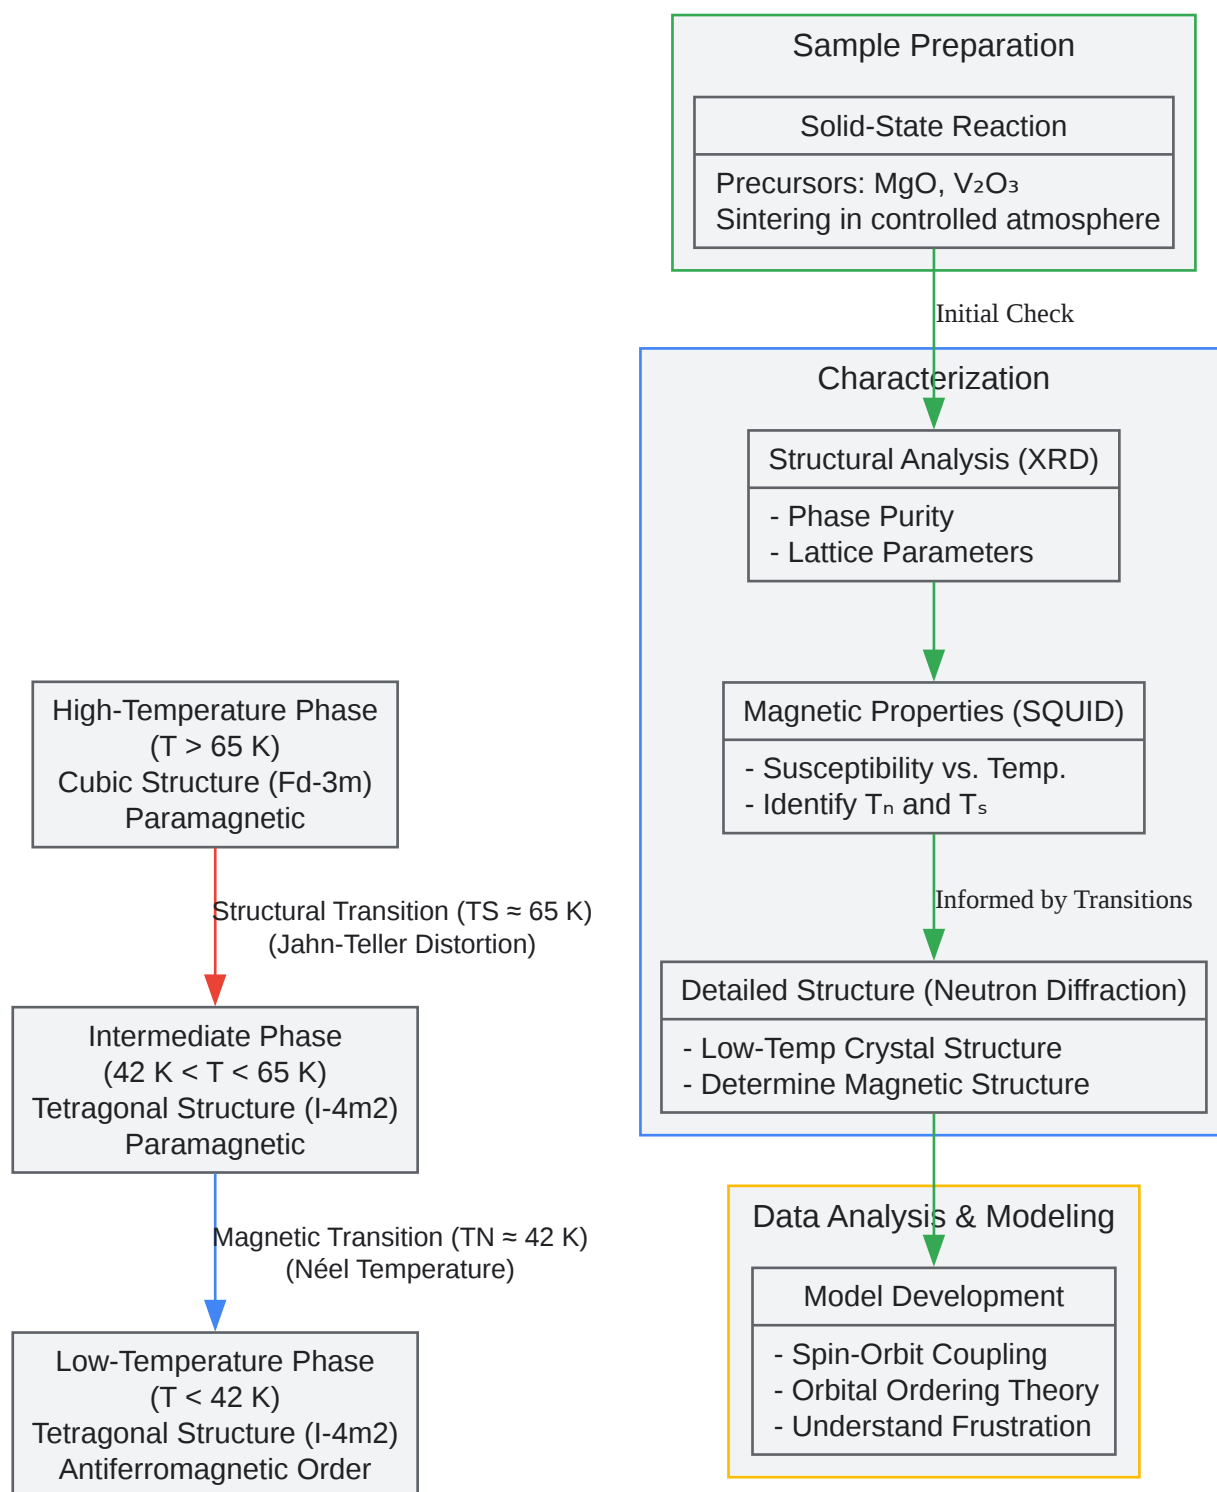 Sample Preparation
Solid-State Reaction
Precursors: MgO, V₂O₃
Sintering in controlled atmosphere
Initial Check
Characterization
Structural Analysis (XRD)
- Phase Purity
- Lattice Parameters
Magnetic Properties (SQUID)
- Susceptibility vs. Temp.
- Identify Tₙ and Tₛ
Informed by Transitions
Detailed Structure (Neutron Diffraction)
- Low-Temp Crystal Structure
- Determine Magnetic Structure
Data Analysis & Modeling
Model Development
- Spin-Orbit Coupling
- Orbital Ordering Theory
- Understand Frustration
High-Temperature Phase
(T > 65 K)
Cubic Structure (Fd-3m)
Paramagnetic
Structural Transition (TS ≈ 65 K)
(Jahn-Teller Distortion)
Intermediate Phase
(42 K < T < 65 K)
Tetragonal Structure (I-4m2)
Paramagnetic
Magnetic Transition (TN ≈ 42 K)
(Néel Temperature)
Low-Temperature Phase
(T < 42 K)
Tetragonal Structure (I-4m2)
Antiferromagnetic Order